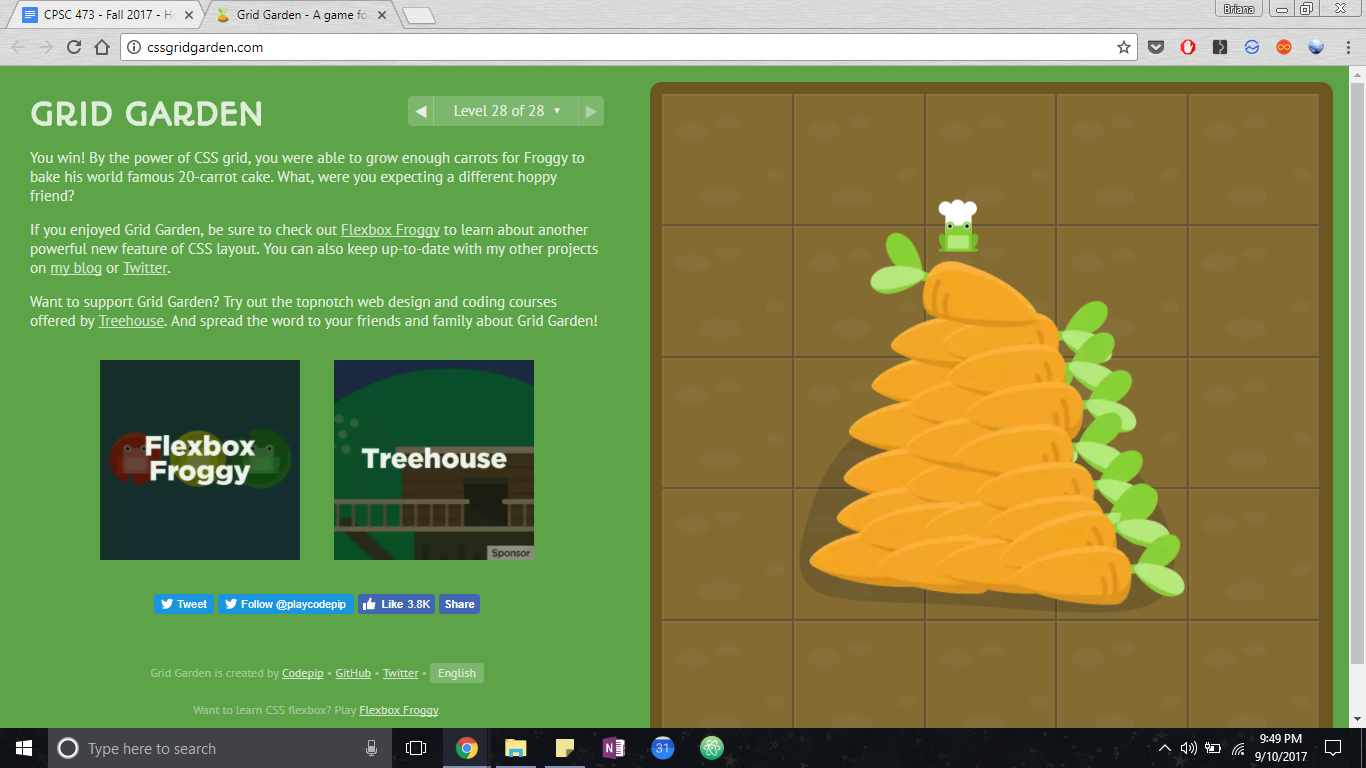 CPSC 473 - Fall 2017 - Ho
Grid Garden - A game fo
Briana
cssgridgarden.com
GRID GARDEN
Level 28 of 28
You win! By the power of CSS grid, you were able to grow enough carrots for Froggy to
bake his world famous 20-carrot cake. What, were you expecting a different hoppy
friend?
If you enjoyed Grid Garden, be sure to check out Flexbox Froggy to learn about another
powerful new feature of CSS layout. You can also keep up-to-date with my other projects
on my blog or Twitter.
Want to support Grid Garden? Try out the topnotch web design and coding courses
offered by Treehouse. And spread the word to your friends and family about Grid Garden!
Flexbox
Froggy
Treehouse
Sponsor
Tweet
Follow @playcodepip
Like 3.8K
Share
Grid Garden is created by Codepip • GitHub • Twitter • English
Want to learn CSS flexbox? Play Flexbox Froggy.
Type here to search
N
31
9:49 PM
9/10/2017